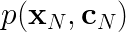 p(𝐱_N, 𝐜_N)